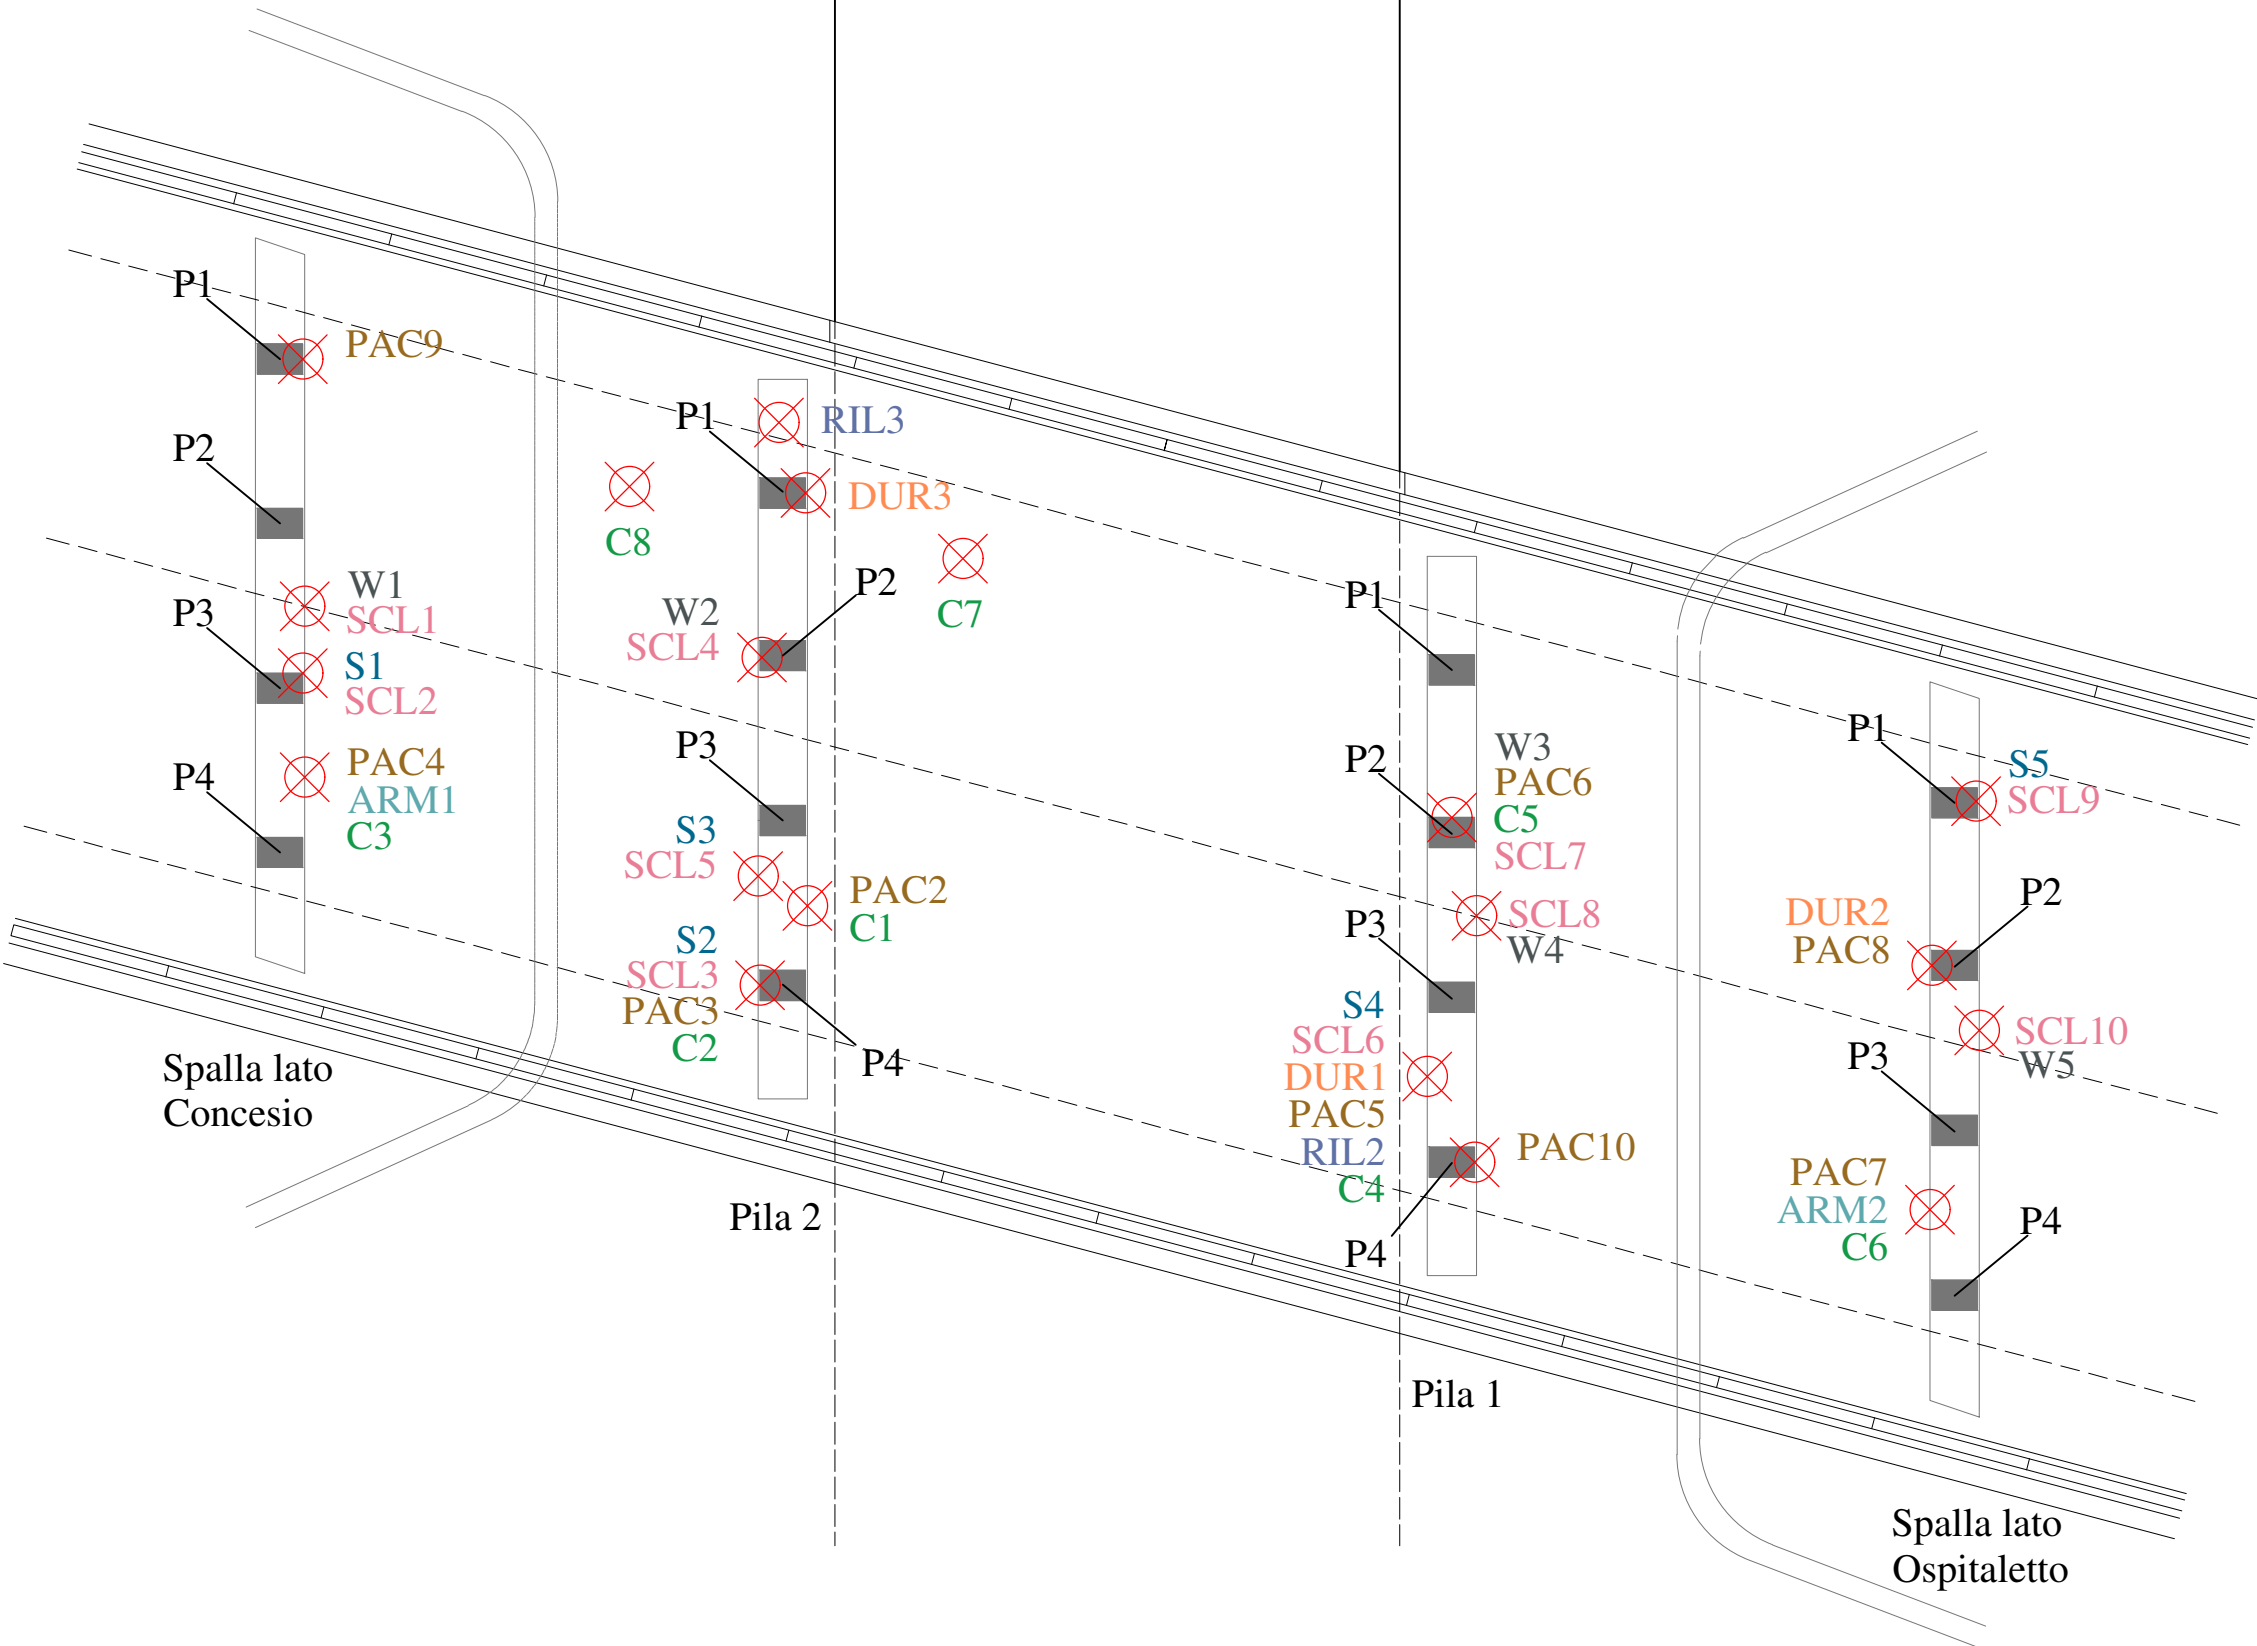 P1
PAC9
P2
W1
SCL1
P3
S1
SCL2
PAC4
P4
ARM1
C3
Spalla lato
Concesio
RIL3
P1
DUR3
C8
C7
P2
W2
SCL4
P3
S3
SCL5
PAC2
C1
S2
SCL3
PAC3
C2
P4
Pila 2
P1
W3
P2
PAC6
C5
SCL7
SCL8
P3
W4
S4
SCL6
DUR1
PAC5
RIL2
C4
PAC10
P4
Pila 1
P1
S5
SCL9
P2
DUR2
PAC8
SCL10
W5
P3
PAC7
ARM2
C6
P4
Spalla lato
Ospitaletto